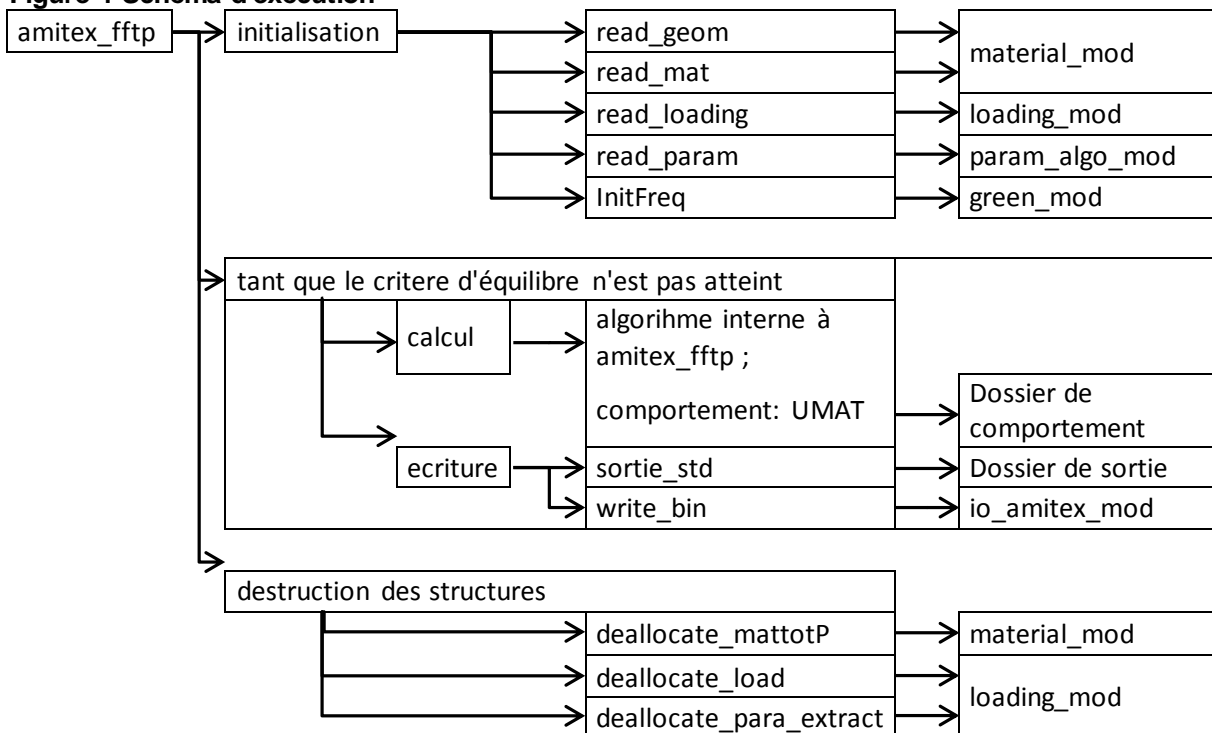 Figure 1 Schéma d'exécution
amitex_fftp
initialisation
read_geom
material_mod
read_mat
read_loading
loading_mod
read_param
param_algo_mod
InitFreq
green_mod
tant que le critere d'équilibre n'est pas atteint
calcul
algorihme interne à
amitex_fftp ;
comportement: UMAT
Dossier de
comportement
ecriture
sortie_std
Dossier de sortie
write_bin
io_amitex_mod
destruction des structures
deallocate_mattotP
material_mod
deallocate_load
loading_mod
deallocate_para_extract